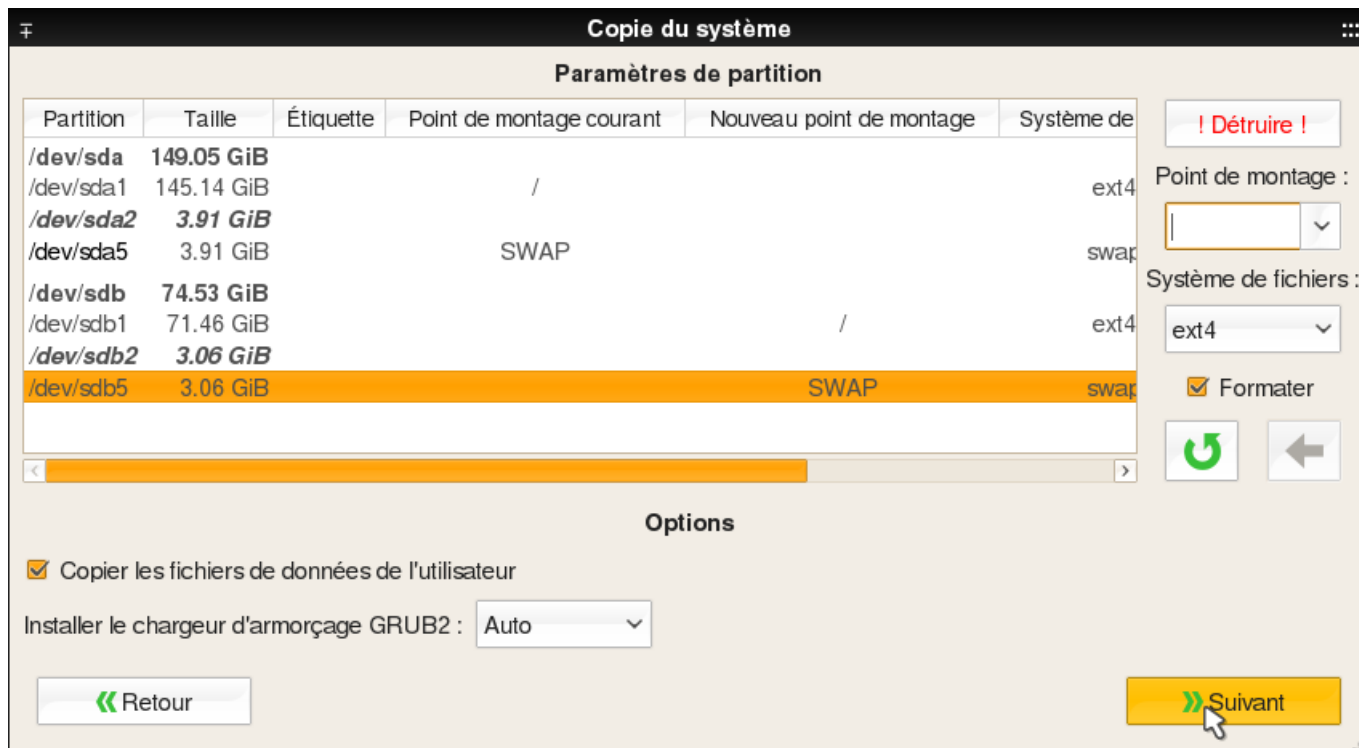 Copie du système
Paramètres de partition
Partition Taille Étiquette Point de montage courant Nouveau point de montage Système de
! Détruire !
/dev/sda 149.05 GiB
/dev/sda1 145.14 GiB / ext4
Point de montage :
/dev/sda2 3.91 GiB
/dev/sda5 3.91 GiB SWAP swap
Système de fichiers :
/dev/sdb 74.53 GiB
/dev/sdb1 71.46 GiB / ext4
ext4
/dev/sdb2 3.06 GiB
/dev/sdb5 3.06 GiB SWAP swap
Formater
Options
Copier les fichiers de données de l'utilisateur
Installer le chargeur d'armorçage GRUB2 : Auto
Retour
Suivant